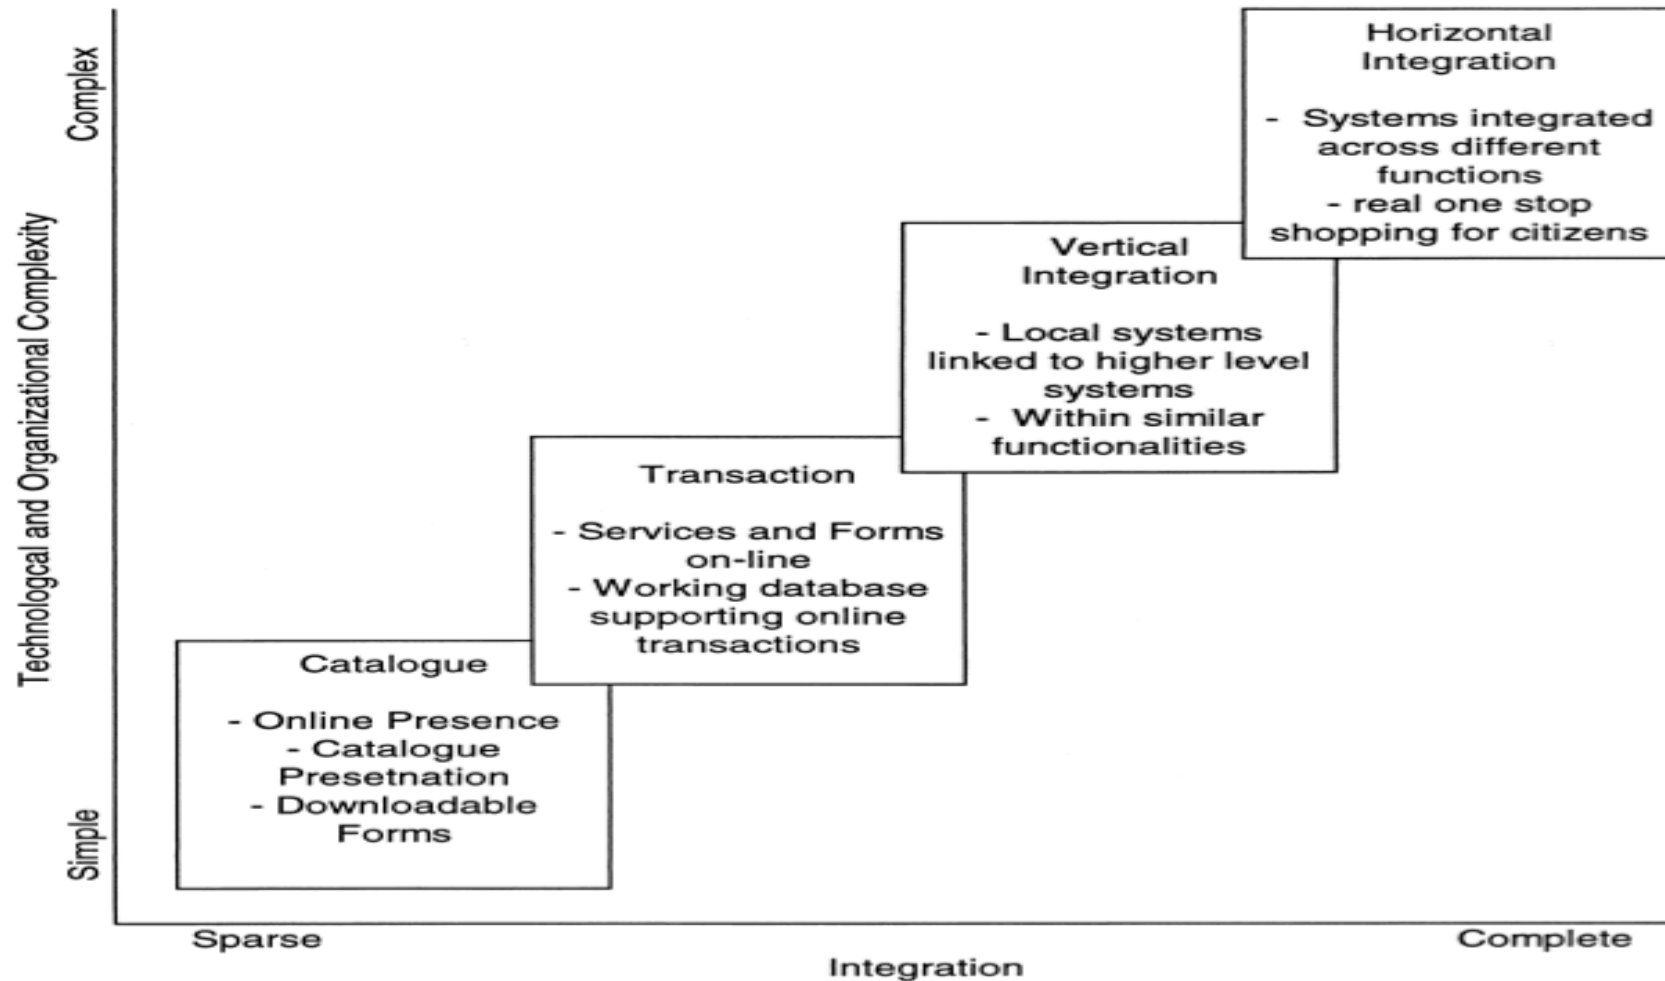 Complex
Technologcal and Organizational Complexity
Simple
Horizontal
Integration
- Systems integrated
across different
functions
- real one stop
shopping for citizens
Vertical
Integration
- Local systems
linked to higher level
systems
- Within similar
functionalities
Transaction
- Services and Forms
on-line
- Working database
supporting online
transactions
Catalogue
- Online Presence
- Catalogue
Presetnation
- Downloadable
Forms
Sparse
Complete
Integration